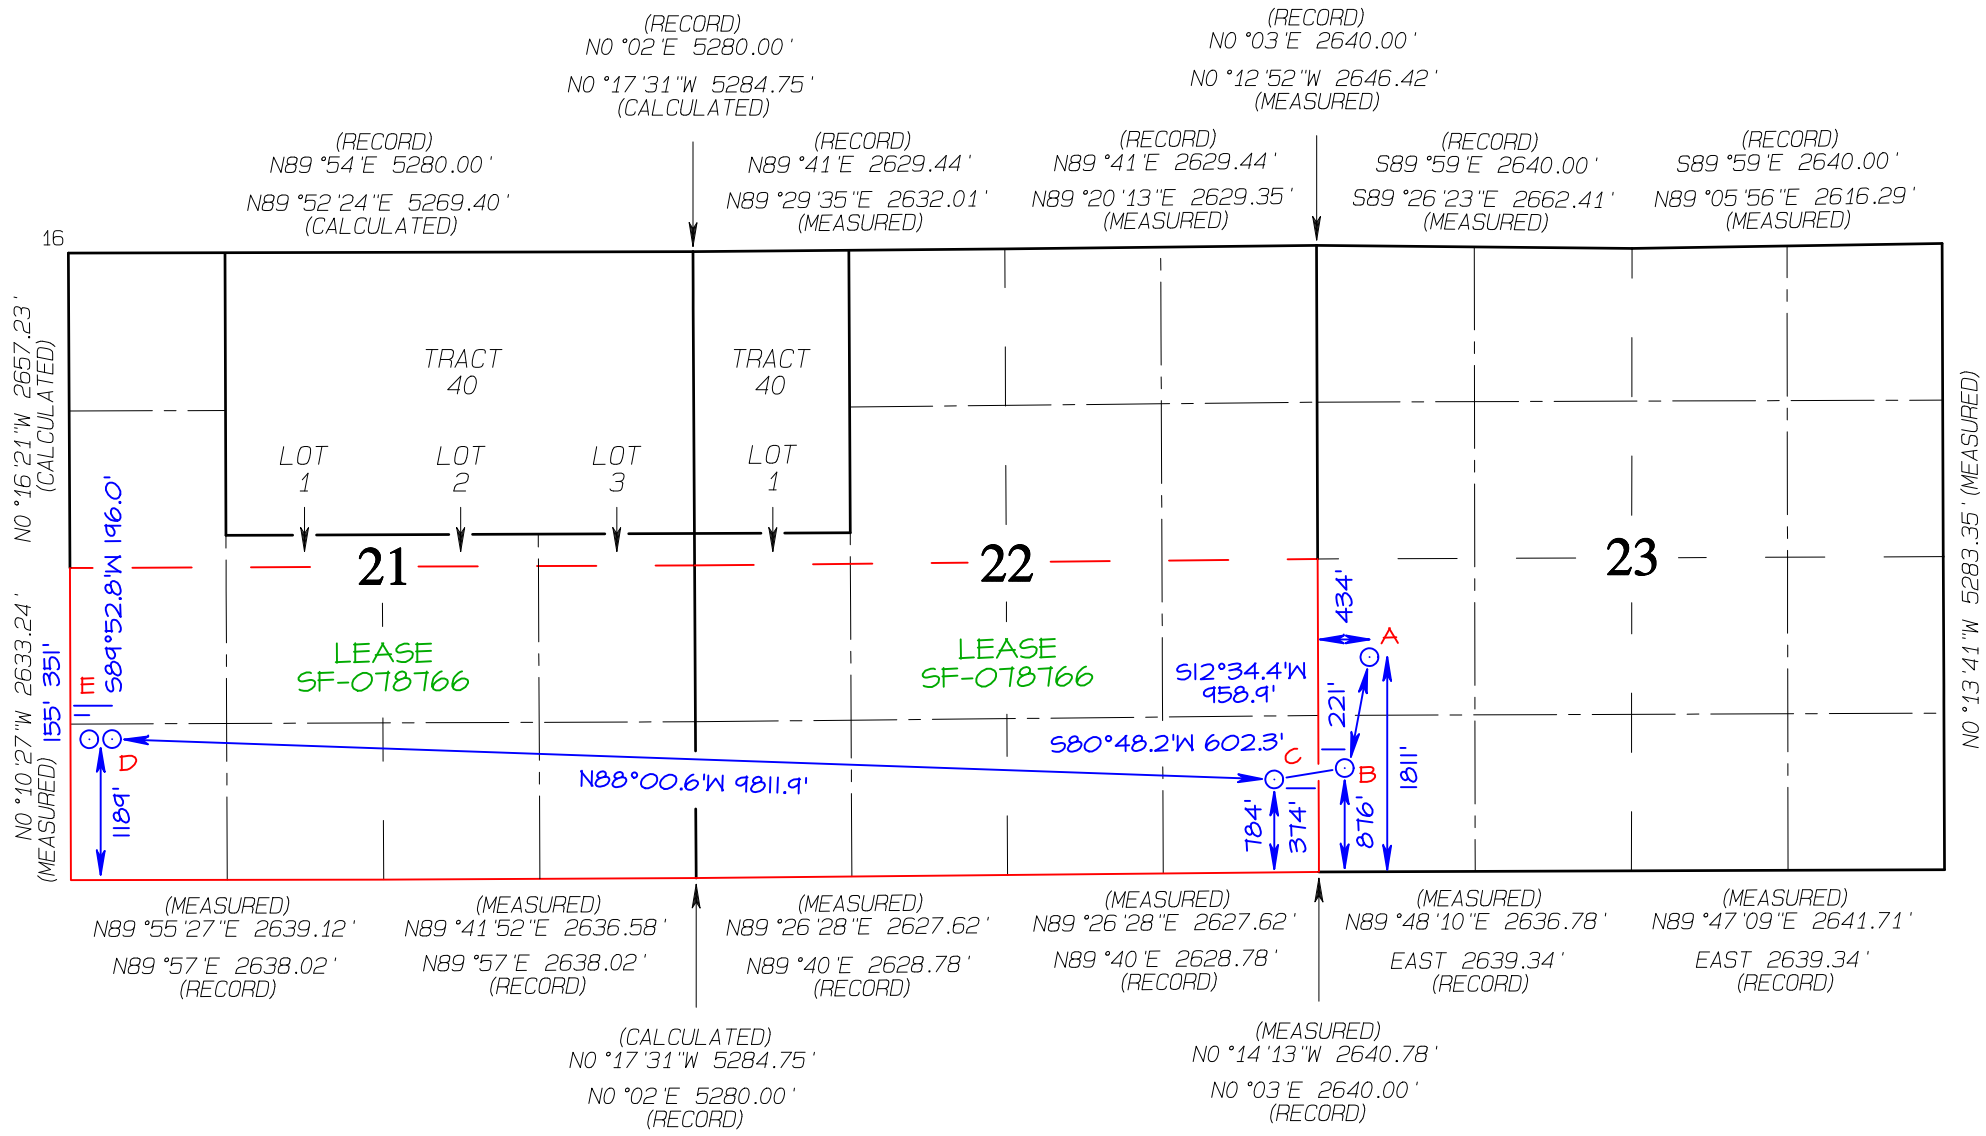 (RECORD)
N0°02'E 5280.00'
N0°17'31"W 5284.75'
(CALCULATED)
(RECORD)
N0°03'E 2640.00'
N0°12'52"W 2646.42'
(MEASURED)
(RECORD)
N89°54'E 5280.00'
N89°52'24"E 5269.40'
(CALCULATED)
(RECORD)
N89°41'E 2629.44'
N89°29'35"E 2632.01'
(MEASURED)
(RECORD)
N89°41'E 2629.44'
N89°20'13"E 2629.35'
(MEASURED)
(RECORD)
S89°59'E 2640.00'
S89°26'23"E 2662.41'
(MEASURED)
(RECORD)
S89°59'E 2640.00'
N89°05'56"E 2616.29'
(MEASURED)
16
N0°16'21"W 2657.23'
(CALCULATED)
TRACT
40
TRACT
40
LOT
1
LOT
2
LOT
3
LOT
1
21
22
23
N0°13'41"W 5283.35' (MEASURED)
N0°10'27"W 2633.24'
(MEASURED)
155' 351'
S89°52.8'W 196.0'
E
D
1189'
LEASE
SF-078766
LEASE
SF-078766
434'
A
S12°34.4'W
958.9'
221'
1811'
S80°48.2'W 602.3'
C
B
N88°00.6'W 9811.9'
784'
374'
876'
(MEASURED)
N89°55'27"E 2639.12'
N89°57'E 2638.02'
(RECORD)
(MEASURED)
N89°41'52"E 2636.58'
N89°57'E 2638.02'
(RECORD)
(MEASURED)
N89°26'28"E 2627.62'
N89°40'E 2628.78'
(RECORD)
(MEASURED)
N89°26'28"E 2627.62'
N89°40'E 2628.78'
(RECORD)
(MEASURED)
N89°48'10"E 2636.78'
EAST 2639.34'
(RECORD)
(MEASURED)
N89°47'09"E 2641.71'
EAST 2639.34'
(RECORD)
(CALCULATED)
N0°17'31"W 5284.75'
N0°02'E 5280.00'
(RECORD)
(MEASURED)
N0°14'13"W 2640.78'
N0°03'E 2640.00'
(RECORD)